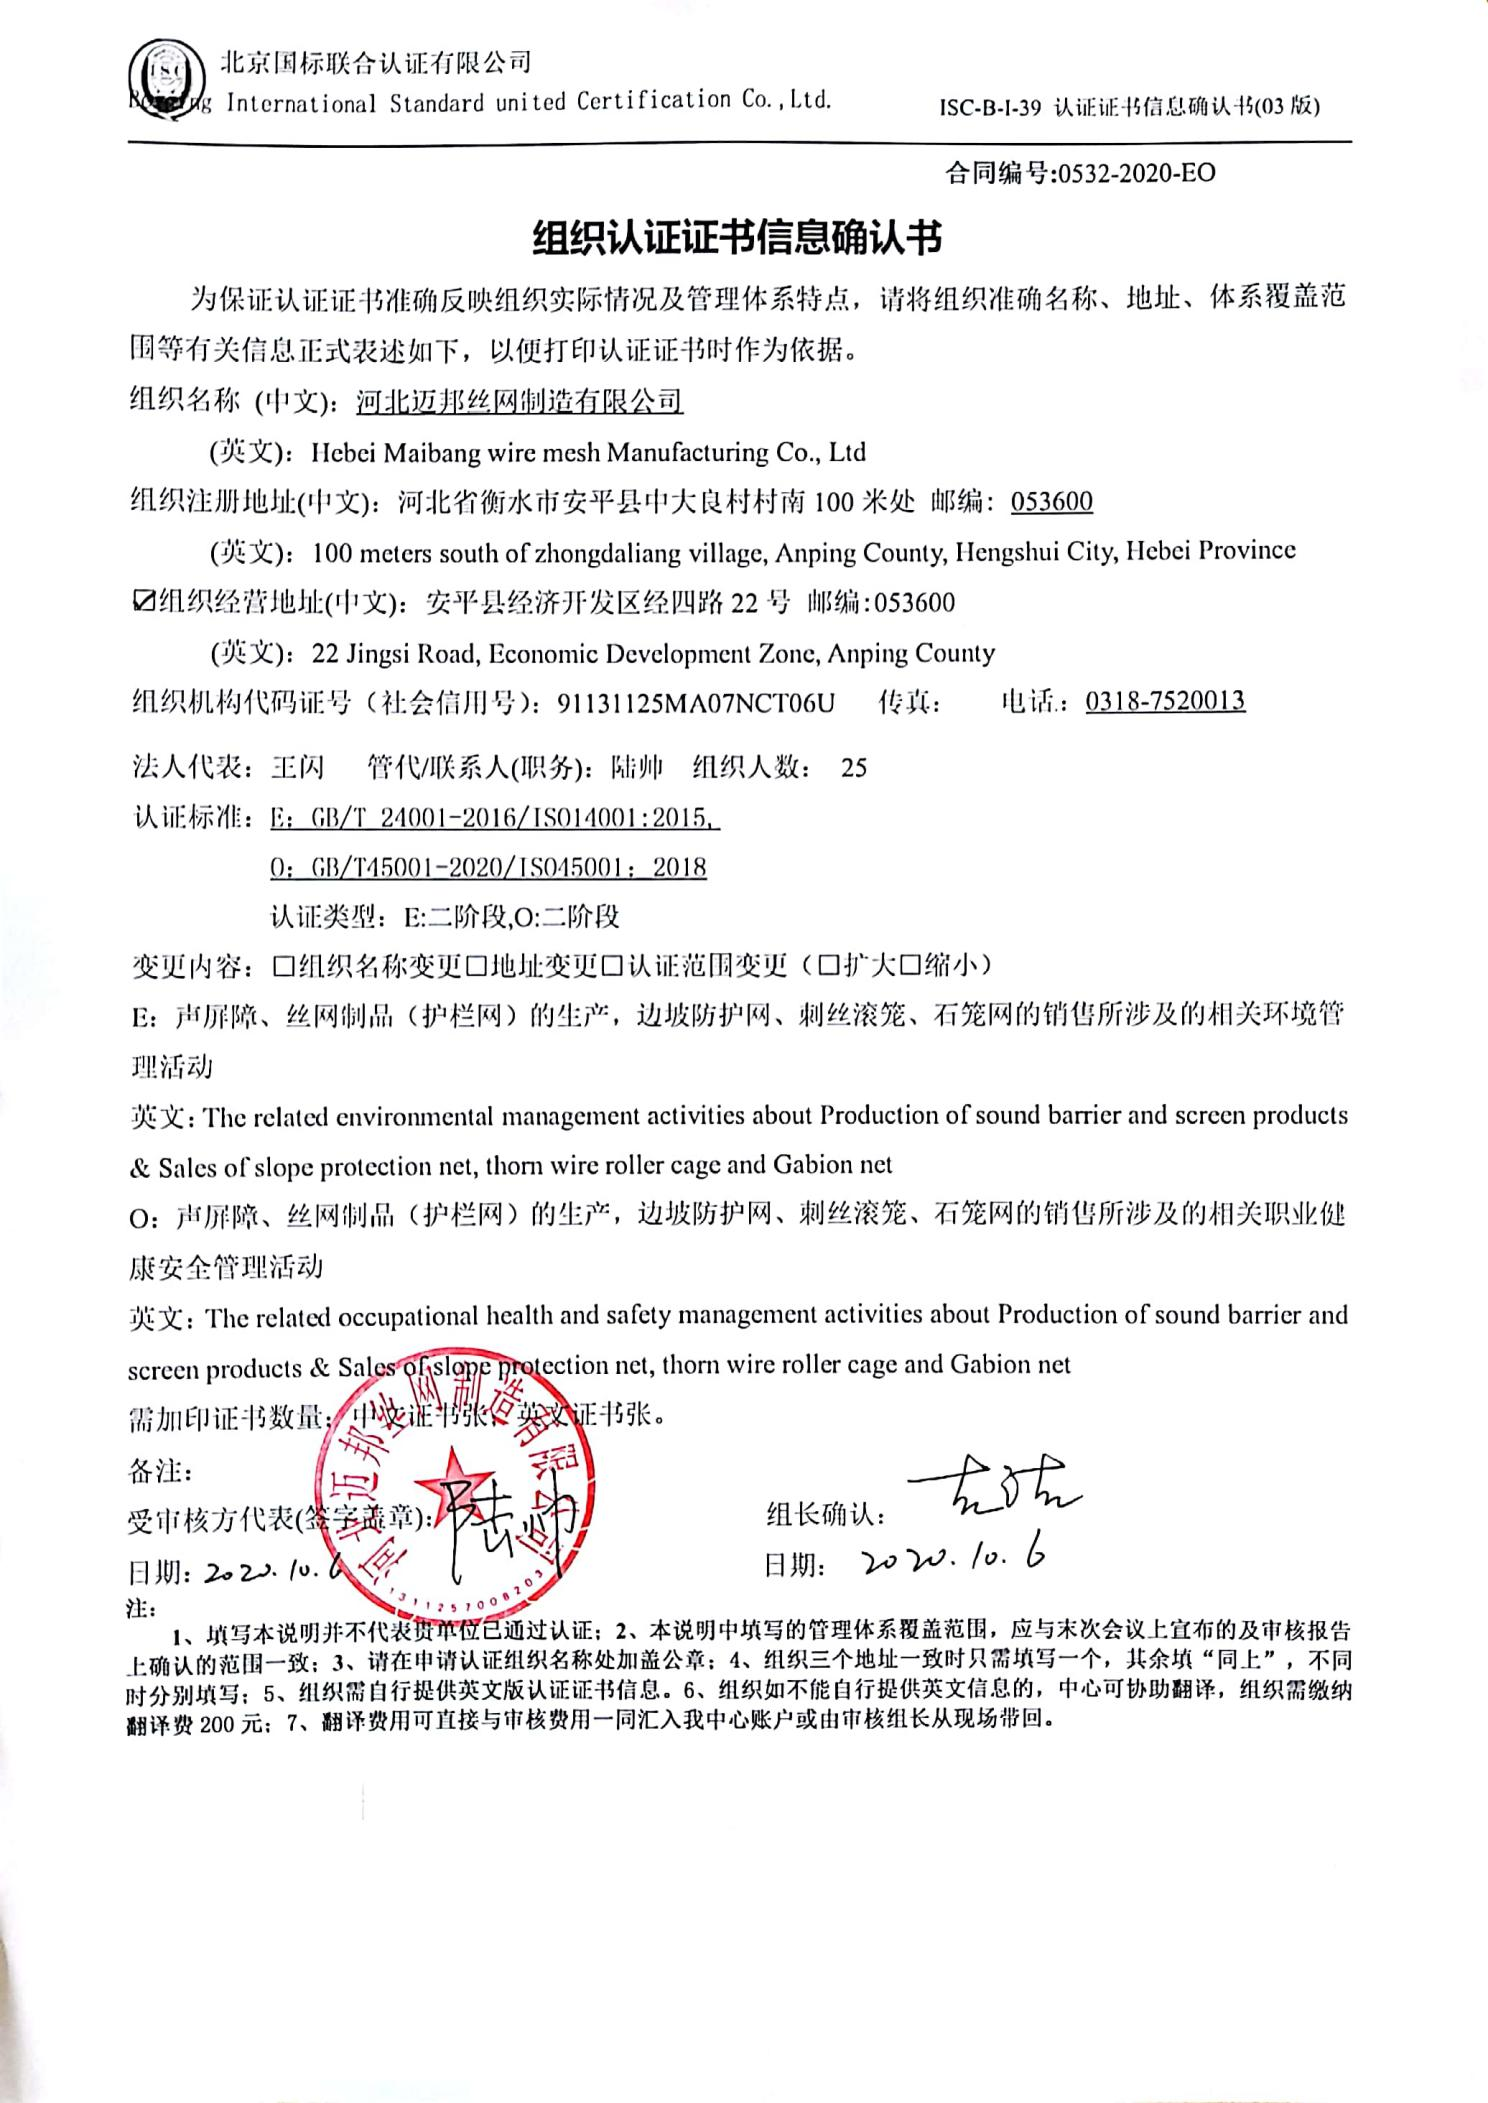 北京国标联合认证有限公司
Beijing International Standard united Certification Co.,Ltd.
ISC-B-I-39 认证证书信息确认书(03 版)
合同编号:0532-2020-EO
组织认证证书信息确认书
为保证认证证书准确反映组织实际情况及管理体系特点，请将组织准确名称、地址、体系覆盖范
围等有关信息正式表述如下，以便打印认证证书时作为依据。
组织名称 (中文)：河北迈邦丝网制造有限公司
(英文)：Hebei Maibang wire mesh Manufacturing Co., Ltd
组织注册地址(中文)：河北省衡水市安平县中大良村村南 100 米处 邮编：053600
(英文)：100 meters south of zhongdaliang village, Anping County, Hengshui City, Hebei Province
☑组织经营地址(中文)：安平县经济开发区经四路 22 号 邮编:053600
(英文)：22 Jingsi Road, Economic Development Zone, Anping County
组织机构代码证号（社会信用号）：91131125MA07NCT06U 传真： 电话.：0318-7520013
法人代表：王闪 管代/联系人(职务)：陆帅 组织人数： 25
认证标准：E：GB/T 24001-2016/ISO14001:2015,
O：GB/T45001-2020/ISO45001：2018
认证类型：E:二阶段,O:二阶段
变更内容：□组织名称变更□地址变更□认证范围变更（□扩大□缩小）
E：声屏障、丝网制品（护栏网）的生产，边坡防护网、刺丝滚笼、石笼网的销售所涉及的相关环境管
理活动
英文：The related environmental management activities about Production of sound barrier and screen products
& Sales of slope protection net, thorn wire roller cage and Gabion net
O：声屏障、丝网制品（护栏网）的生产，边坡防护网、刺丝滚笼、石笼网的销售所涉及的相关职业健
康安全管理活动
英文：The related occupational health and safety management activities about Production of sound barrier and
screen products & Sales of slope protection net, thorn wire roller cage and Gabion net
需加印证书数量：中文证书张，英文证书张。
备注：
受审核方代表(签字盖章)：陆帅
组长确认：
日期：2020.10.6
日期：2020.10.6
河北迈邦丝网制造有限公司
1311257008203
注：
1、填写本说明并不代表贵单位已通过认证；2、本说明中填写的管理体系覆盖范围，应与末次会议上宣布的及审核报告
上确认的范围一致；3、请在申请认证组织名称处加盖公章；4、组织三个地址一致时只需填写一个，其余填“同上”，不同
时分别填写；5、组织需自行提供英文版认证证书信息。6、组织如不能自行提供英文信息的，中心可协助翻译，组织需缴纳
翻译费 200 元；7、翻译费用可直接与审核费用一同汇入我中心账户或由审核组长从现场带回。